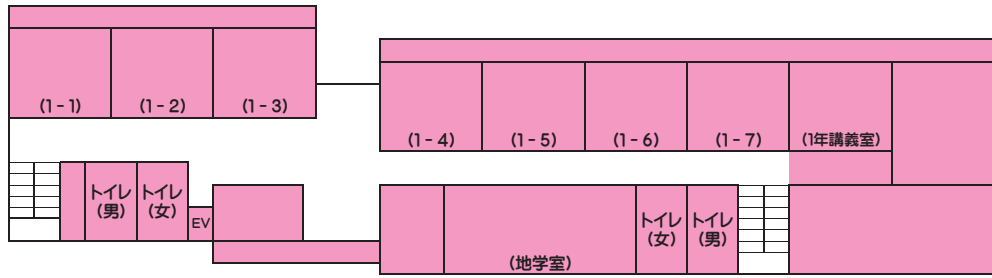 (1-1)
(1-2)
(1-3)
(1-4)
(1-5)
(1-6)
(1-7)
(1年講義室)
トイレ
(男)
トイレ
(女)
EV
(地学室)
トイレ
(女)
トイレ
(男)